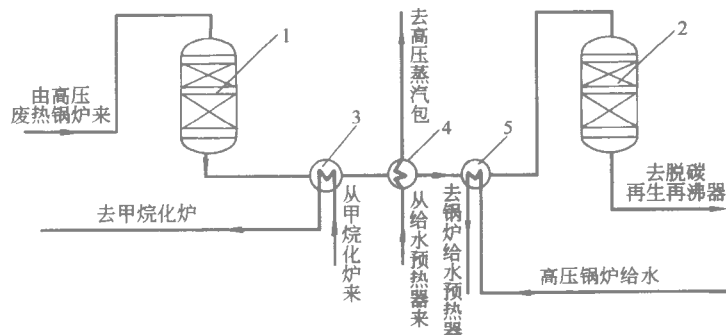 由高压
废热锅炉来
1
去高压蒸汽包
2
3
4
5
去甲烷化炉
从甲烷化炉来
从给水预热器来
去锅炉给水预热器
去脱碳
再生再沸器
高压锅炉给水